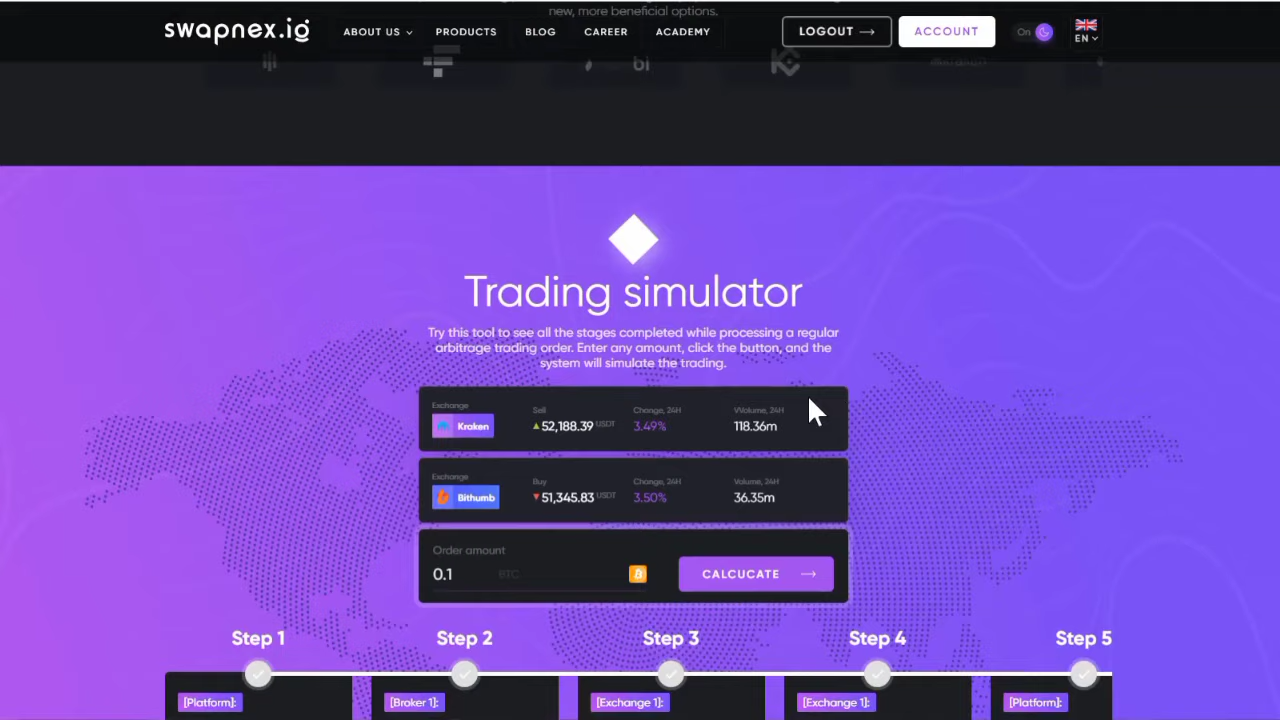 new, more beneficial options.
swapnex.ig
ABOUT US
PRODUCTS
BLOG
CAREER
ACADEMY
LOGOUT
ACCOUNT
On
EN
Trading simulator
Try this tool to see all the stages completed while processing a regular
arbitrage trading order. Enter any amount, click the button, and the
system will simulate the trading.
Exchange
Kraken
Sell
52,188.39 USDT
Change, 24H
3.49%
VVolume, 24H
118.36m
Exchange
Bithumb
Buy
51,345.83 USDT
Change, 24H
3.50%
Volume, 24H
36.35m
Order amount
0.1
BTC
CALCUCATE
Step 1
Step 2
Step 3
Step 4
Step 5
[Platform]:
[Broker 1]:
[Exchange 1]:
[Exchange 1]:
[Platform]: